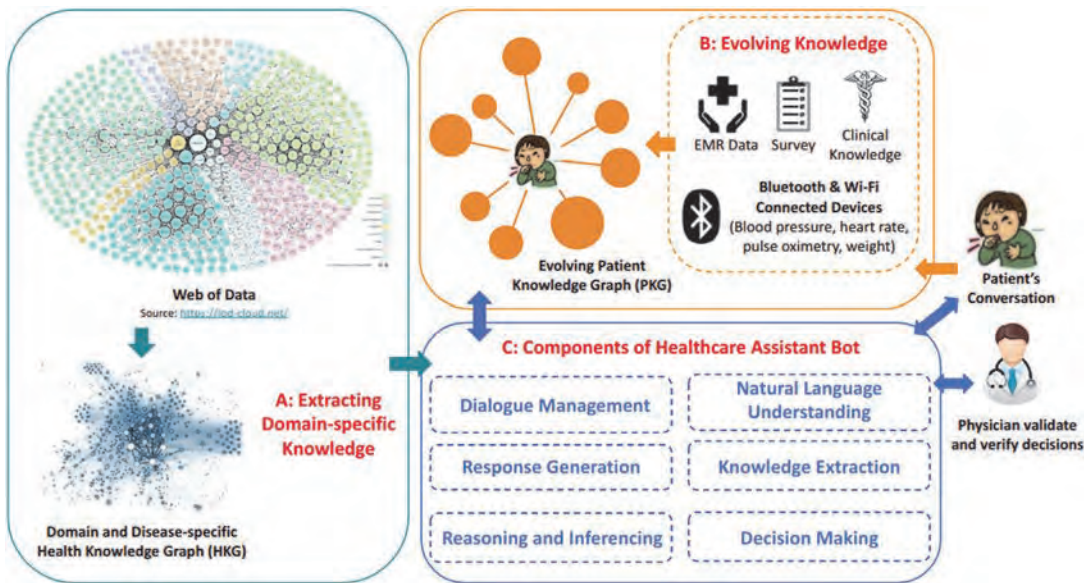 Web of Data
Source: https://lod-cloud.net/
A: Extracting
Domain-specific
Knowledge
Domain and Disease-specific
Health Knowledge Graph (HKG)
B: Evolving Knowledge
EMR Data
Survey
Clinical
Knowledge
Bluetooth & Wi-Fi
Connected Devices
(Blood pressure, heart rate,
pulse oximetry, weight)
Evolving Patient
Knowledge Graph (PKG)
Patient's
Conversation
C: Components of Healthcare Assistant Bot
Dialogue Management
Natural Language
Understanding
Response Generation
Knowledge Extraction
Reasoning and Inferencing
Decision Making
Physician validate
and verify decisions